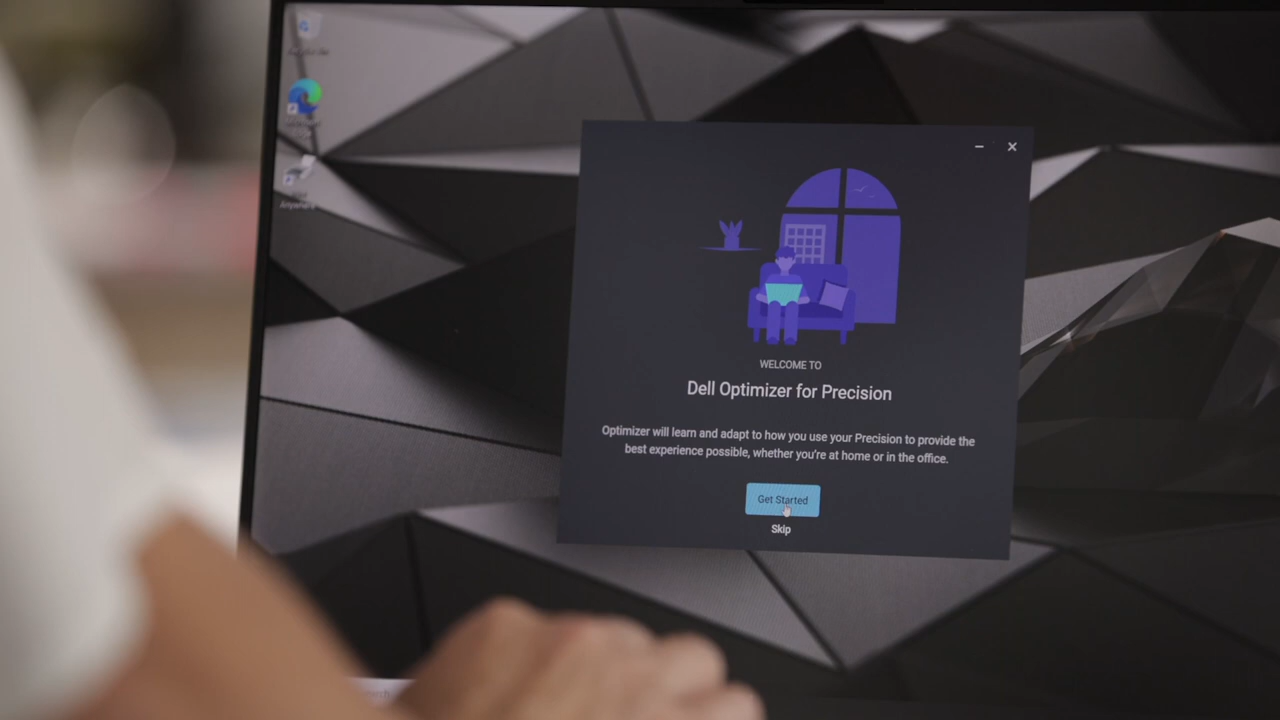 Anywhere
WELCOME TO
Dell Optimizer for Precision
Optimizer will learn and adapt to how you use your Precision to provide the
best experience possible, whether you're at home or in the office.
Get Started
Skip